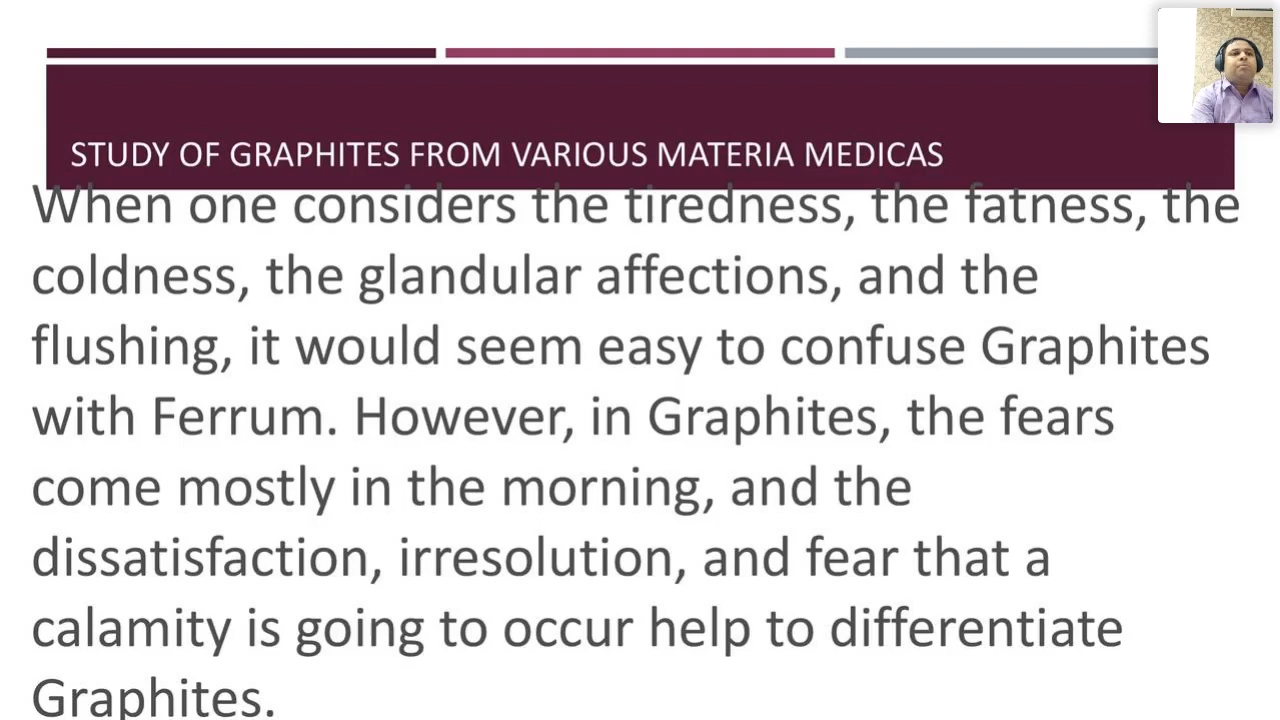 STUDY OF GRAPHITES FROM VARIOUS MATERIA MEDICAS
When one considers the tiredness, the fatness, the
coldness, the glandular affections, and the
flushing, it would seem easy to confuse Graphites
with Ferrum. However, in Graphites, the fears
come mostly in the morning, and the
dissatisfaction, irresolution, and fear that a
calamity is going to occur help to differentiate
Graphites.